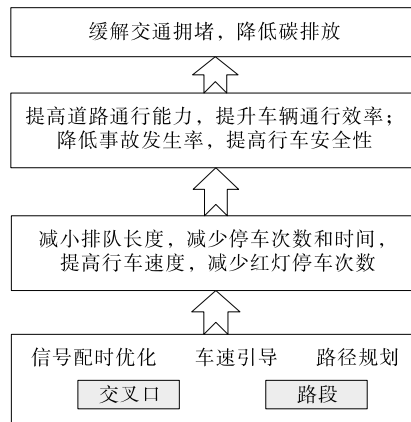 缓解交通拥堵，降低碳排放
提高道路通行能力，提升车辆通行效率；
降低事故发生率，提高行车安全性
减小排队长度，减少停车次数和时间，
提高行车速度，减少红灯停车次数
信号配时优化 车速引导 路径规划
交叉口 路段